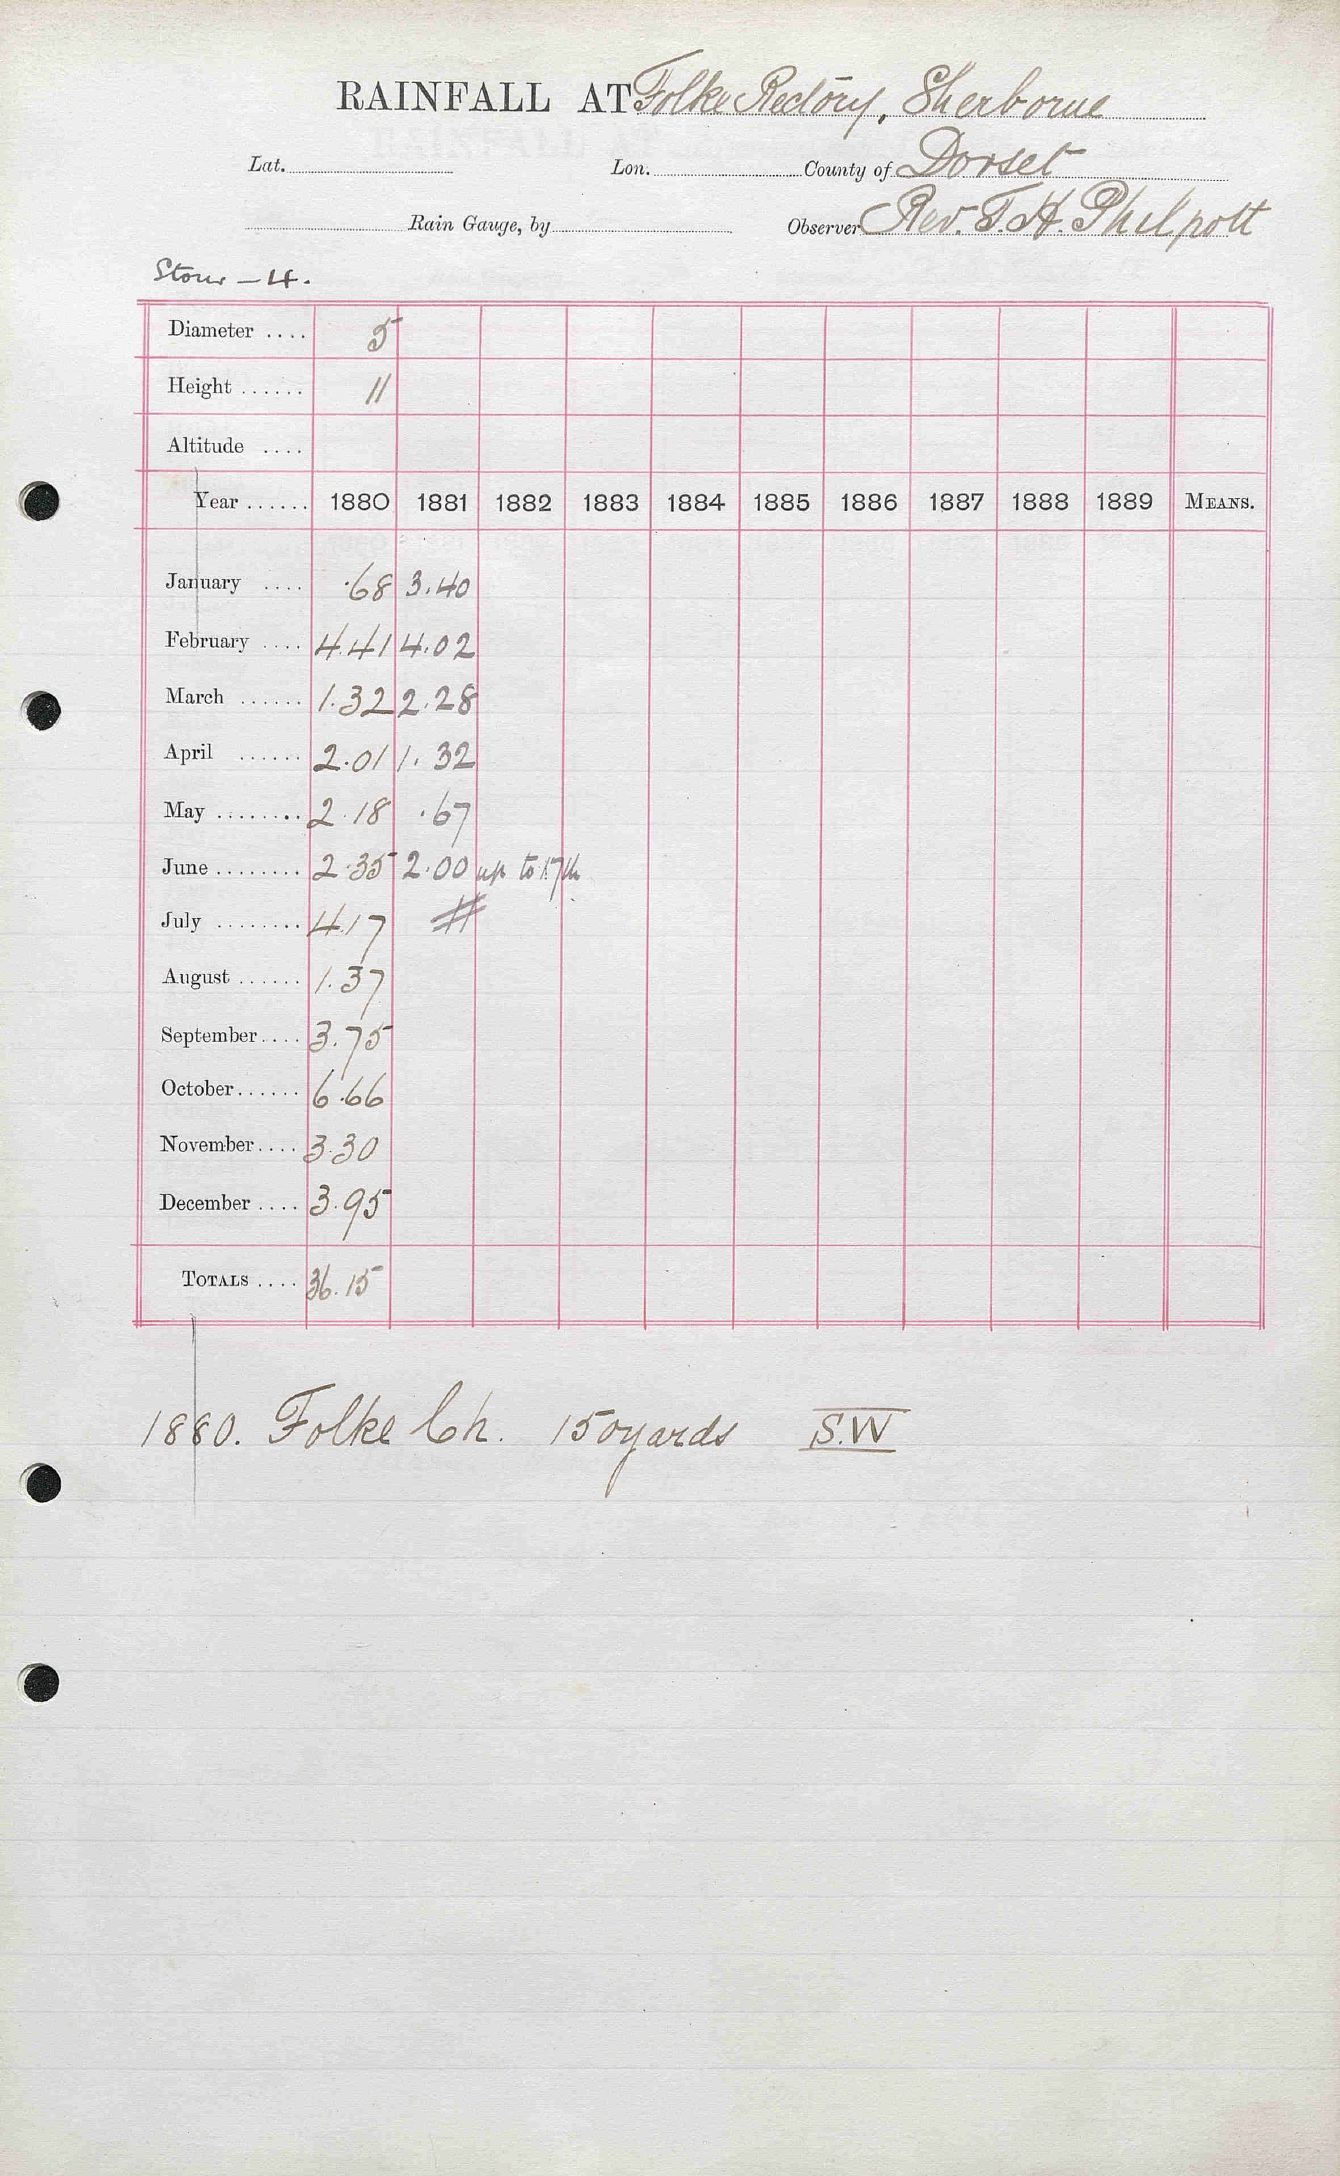 RAINFALL AT Folke Rectory, Sherborne
Lat. Lon. County of Dorset
Rain Gauge, by Observer Rev. T. H. Philpott
Stour - 4.
Diameter .... 5
Height ...... 11
Altitude ....
Year ...... 1880 1881 1882 1883 1884 1885 1886 1887 1888 1889 MEANS.
January .... .68 3.40
February .... 4.41 4.02
March ...... 1.32 2.28
April ...... 2.01 1.32
May ........ 2.18 .67
June ........ 2.35 2.00 up to 17th
July ........ 4.17 #
August ...... 1.37
September .... 3.75
October ...... 6.66
November .... 3.30
December .... 3.95
TOTALS .... 36.15
1880. Folke Ch. 150 yards S.W